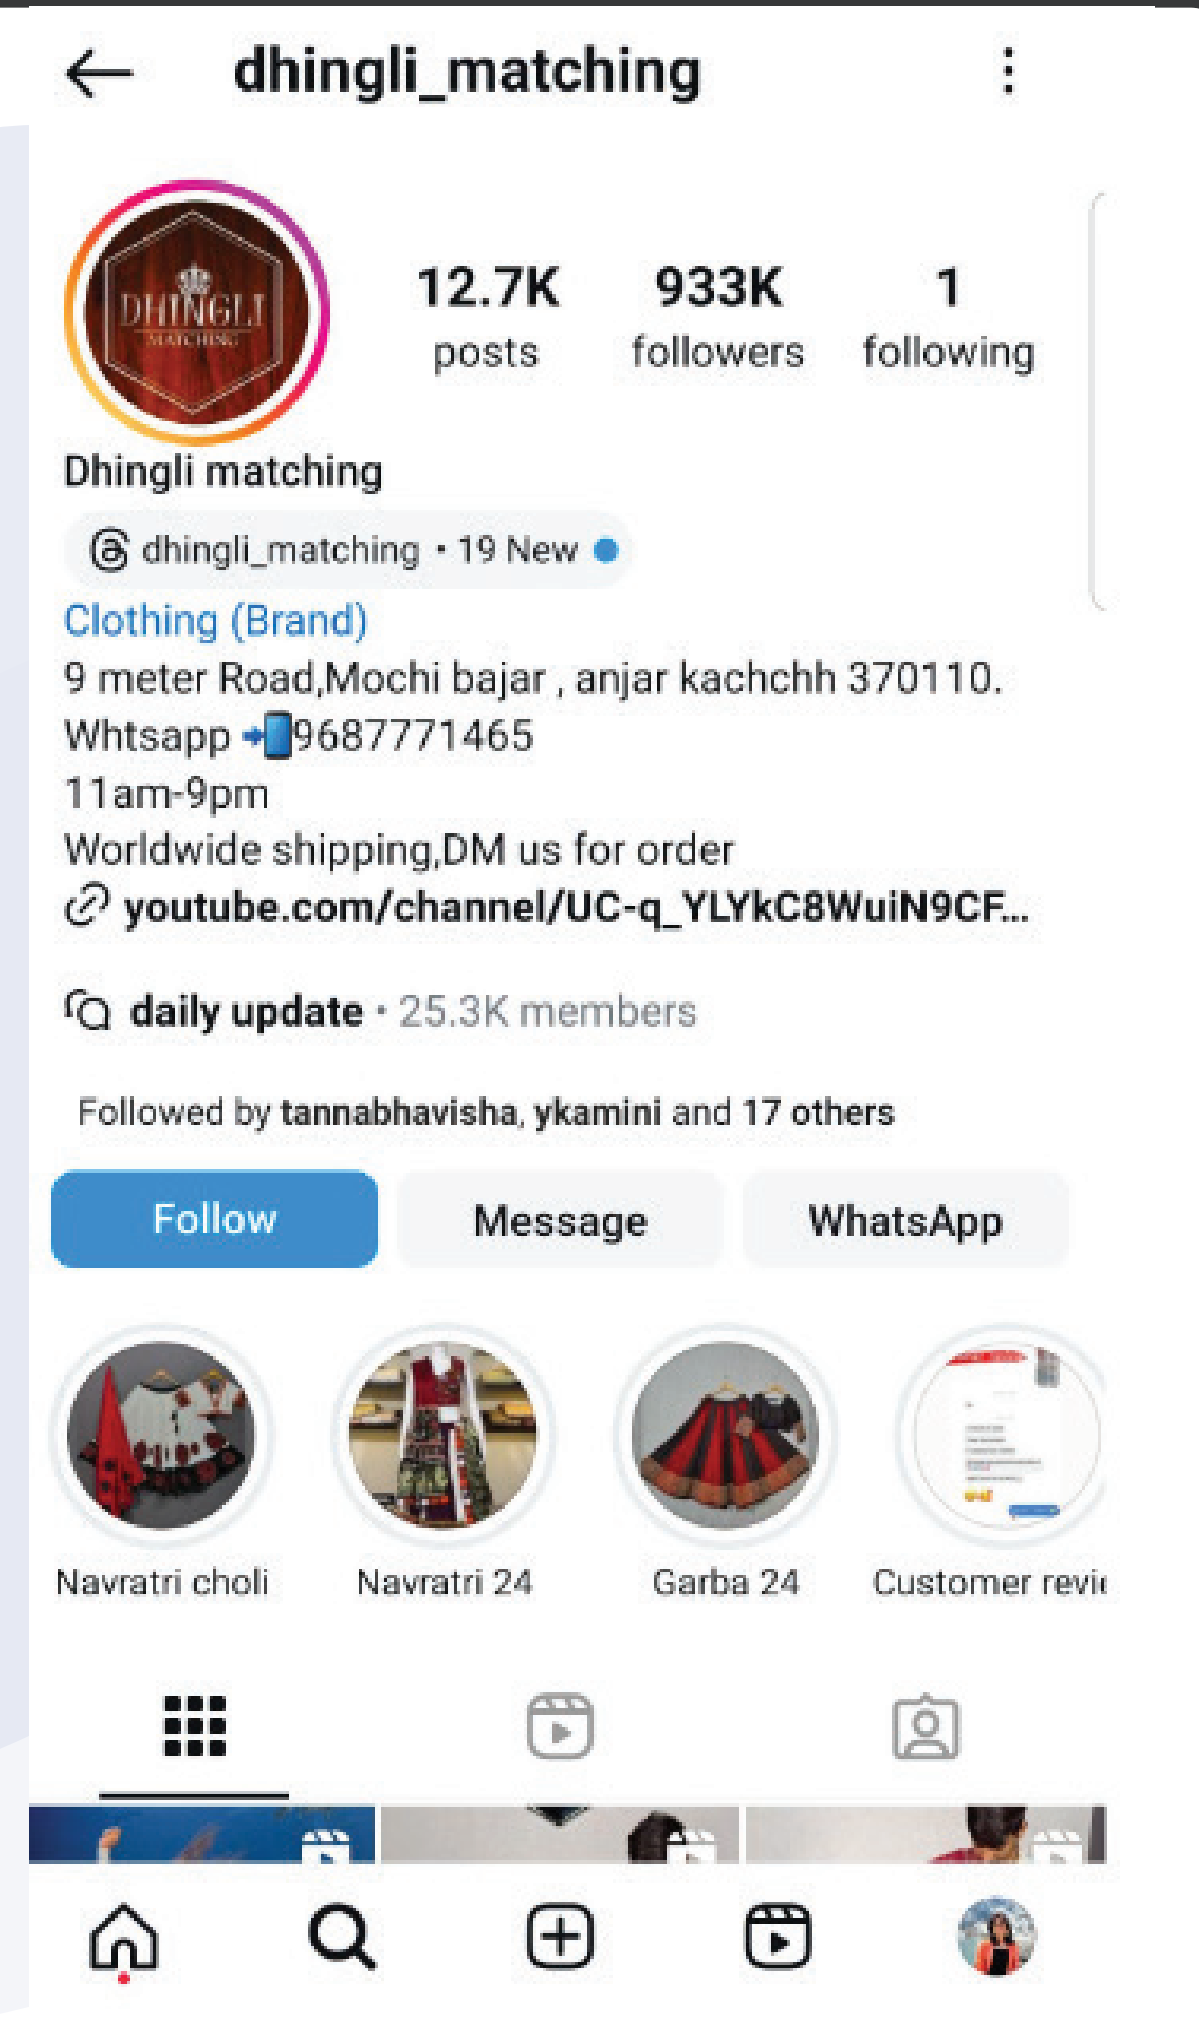 dhingli_matching
DHINGLI
MATCHING
12.7K 933K 1
posts followers following
Dhingli matching
dhingli_matching • 19 New
Clothing (Brand)
9 meter Road,Mochi bajar , anjar kachchh 370110.
Whtsapp 📲9687771465
11am-9pm
Worldwide shipping,DM us for order
youtube.com/channel/UC-q_YLYkC8WuiN9CF...
daily update • 25.3K members
Followed by tannabhavisha, ykamini and 17 others
Follow Message WhatsApp
Navratri choli Navratri 24 Garba 24 Customer revi